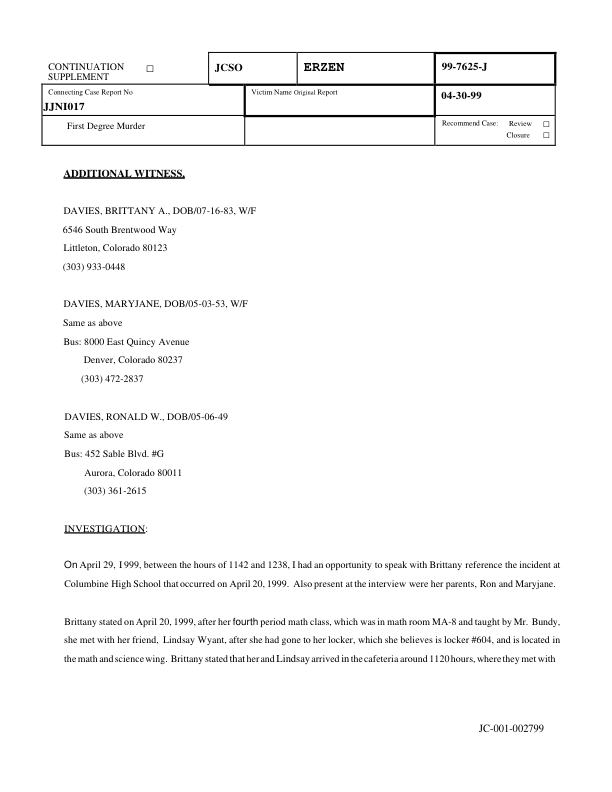 CONTINUATION ☐
SUPPLEMENT
JCSO
ERZEN
99-7625-J
Connecting Case Report No
JJNI017
Victim Name Original Report
04-30-99
First Degree Murder
Recommend Case: Review ☐
Closure ☐
ADDITIONAL WITNESS.
DAVIES, BRITTANY A., DOB/07-16-83, W/F
6546 South Brentwood Way
Littleton, Colorado 80123
(303) 933-0448
DAVIES, MARYJANE, DOB/05-03-53, W/F
Same as above
Bus: 8000 East Quincy Avenue
Denver, Colorado 80237
(303) 472-2837
DAVIES, RONALD W., DOB/05-06-49
Same as above
Bus: 452 Sable Blvd. #G
Aurora, Colorado 80011
(303) 361-2615
INVESTIGATION:
On April 29, 1999, between the hours of 1142 and 1238, I had an opportunity to speak with Brittany reference the incident at
Columbine High School that occurred on April 20, 1999. Also present at the interview were her parents, Ron and Maryjane.
Brittany stated on April 20, 1999, after her fourth period math class, which was in math room MA-8 and taught by Mr. Bundy,
she met with her friend, Lindsay Wyant, after she had gone to her locker, which she believes is locker #604, and is located in
the math and science wing. Brittany stated that her and Lindsay arrived in the cafeteria around 1120 hours, where they met with
JC-001-002799